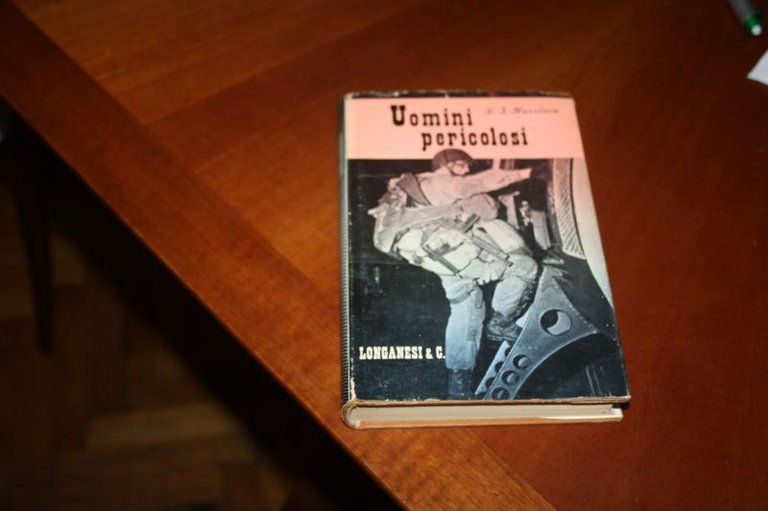 Uomini
pericolosi
LONGANESI & C.